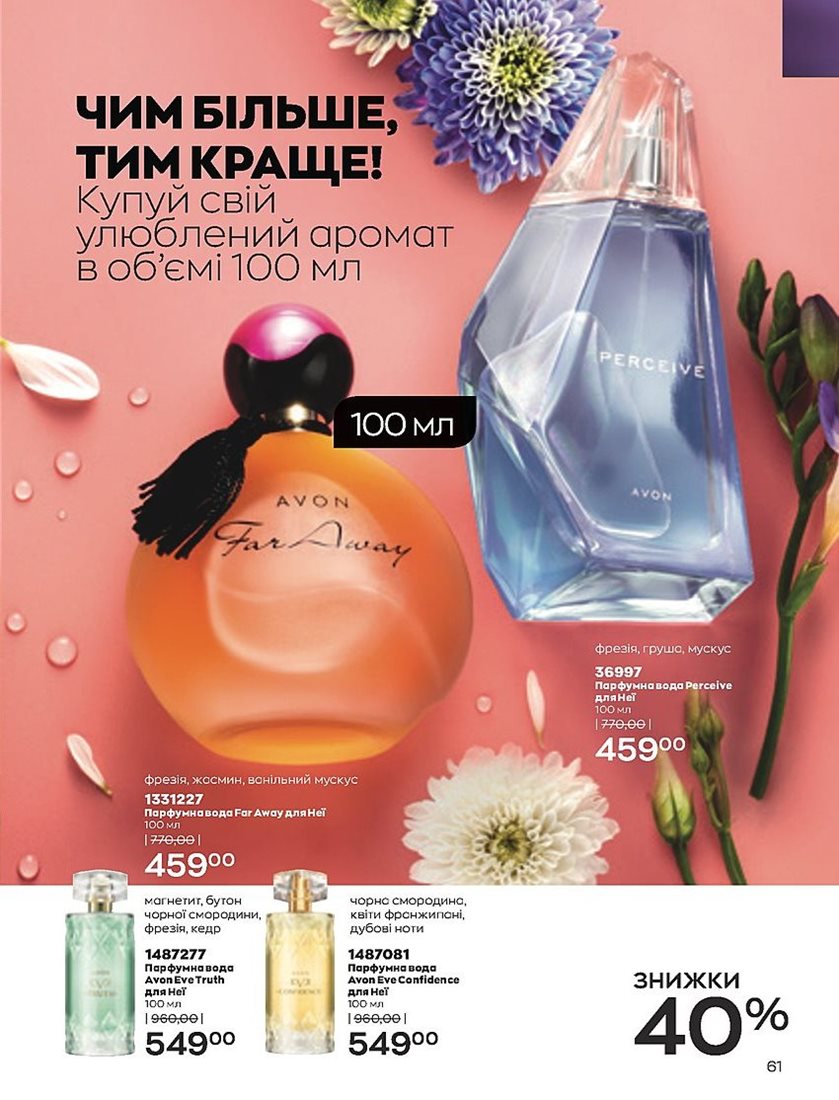 ЧИМ БІЛЬШЕ,
ТИМ КРАЩЕ!
Купуй свій
улюблений аромат
в об’ємі 100 мл
PERCEIVE
100 мл
AVON
AVON
Far Away
фрезія, груша, мускус
36997
Парфумна вода Perceive
для Неї
100 мл
| 770,00 |
459⁰⁰
фрезія, жасмин, ванільний мускус
1331227
Парфумна вода Far Away для Неї
100 мл
| 770,00 |
459⁰⁰
магнетит, бутон
чорної смородини,
фрезія, кедр
1487277
Парфумна вода
Avon Eve Truth
для Неї
100 мл
| 960,00 |
549⁰⁰
чорна смородина,
квіти франжипані,
дубові ноти
1487081
Парфумна вода
Avon Eve Confidence
для Неї
100 мл
| 960,00 |
549⁰⁰
ЗНИЖКИ
40%
61